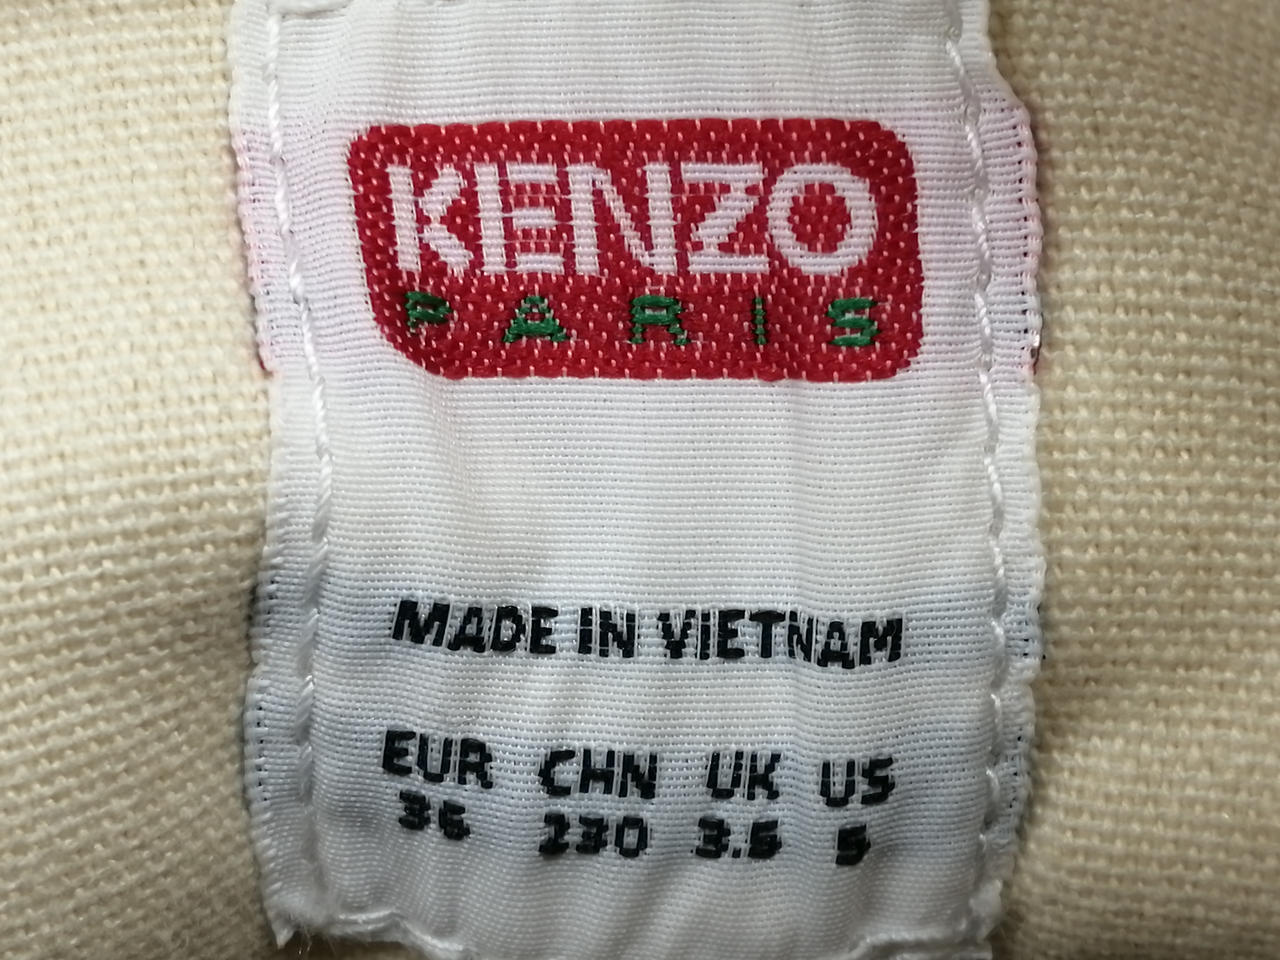 KENZO
PARIS
MADE IN VIETNAM
EUR CHN UK US
36 230 3.5 5